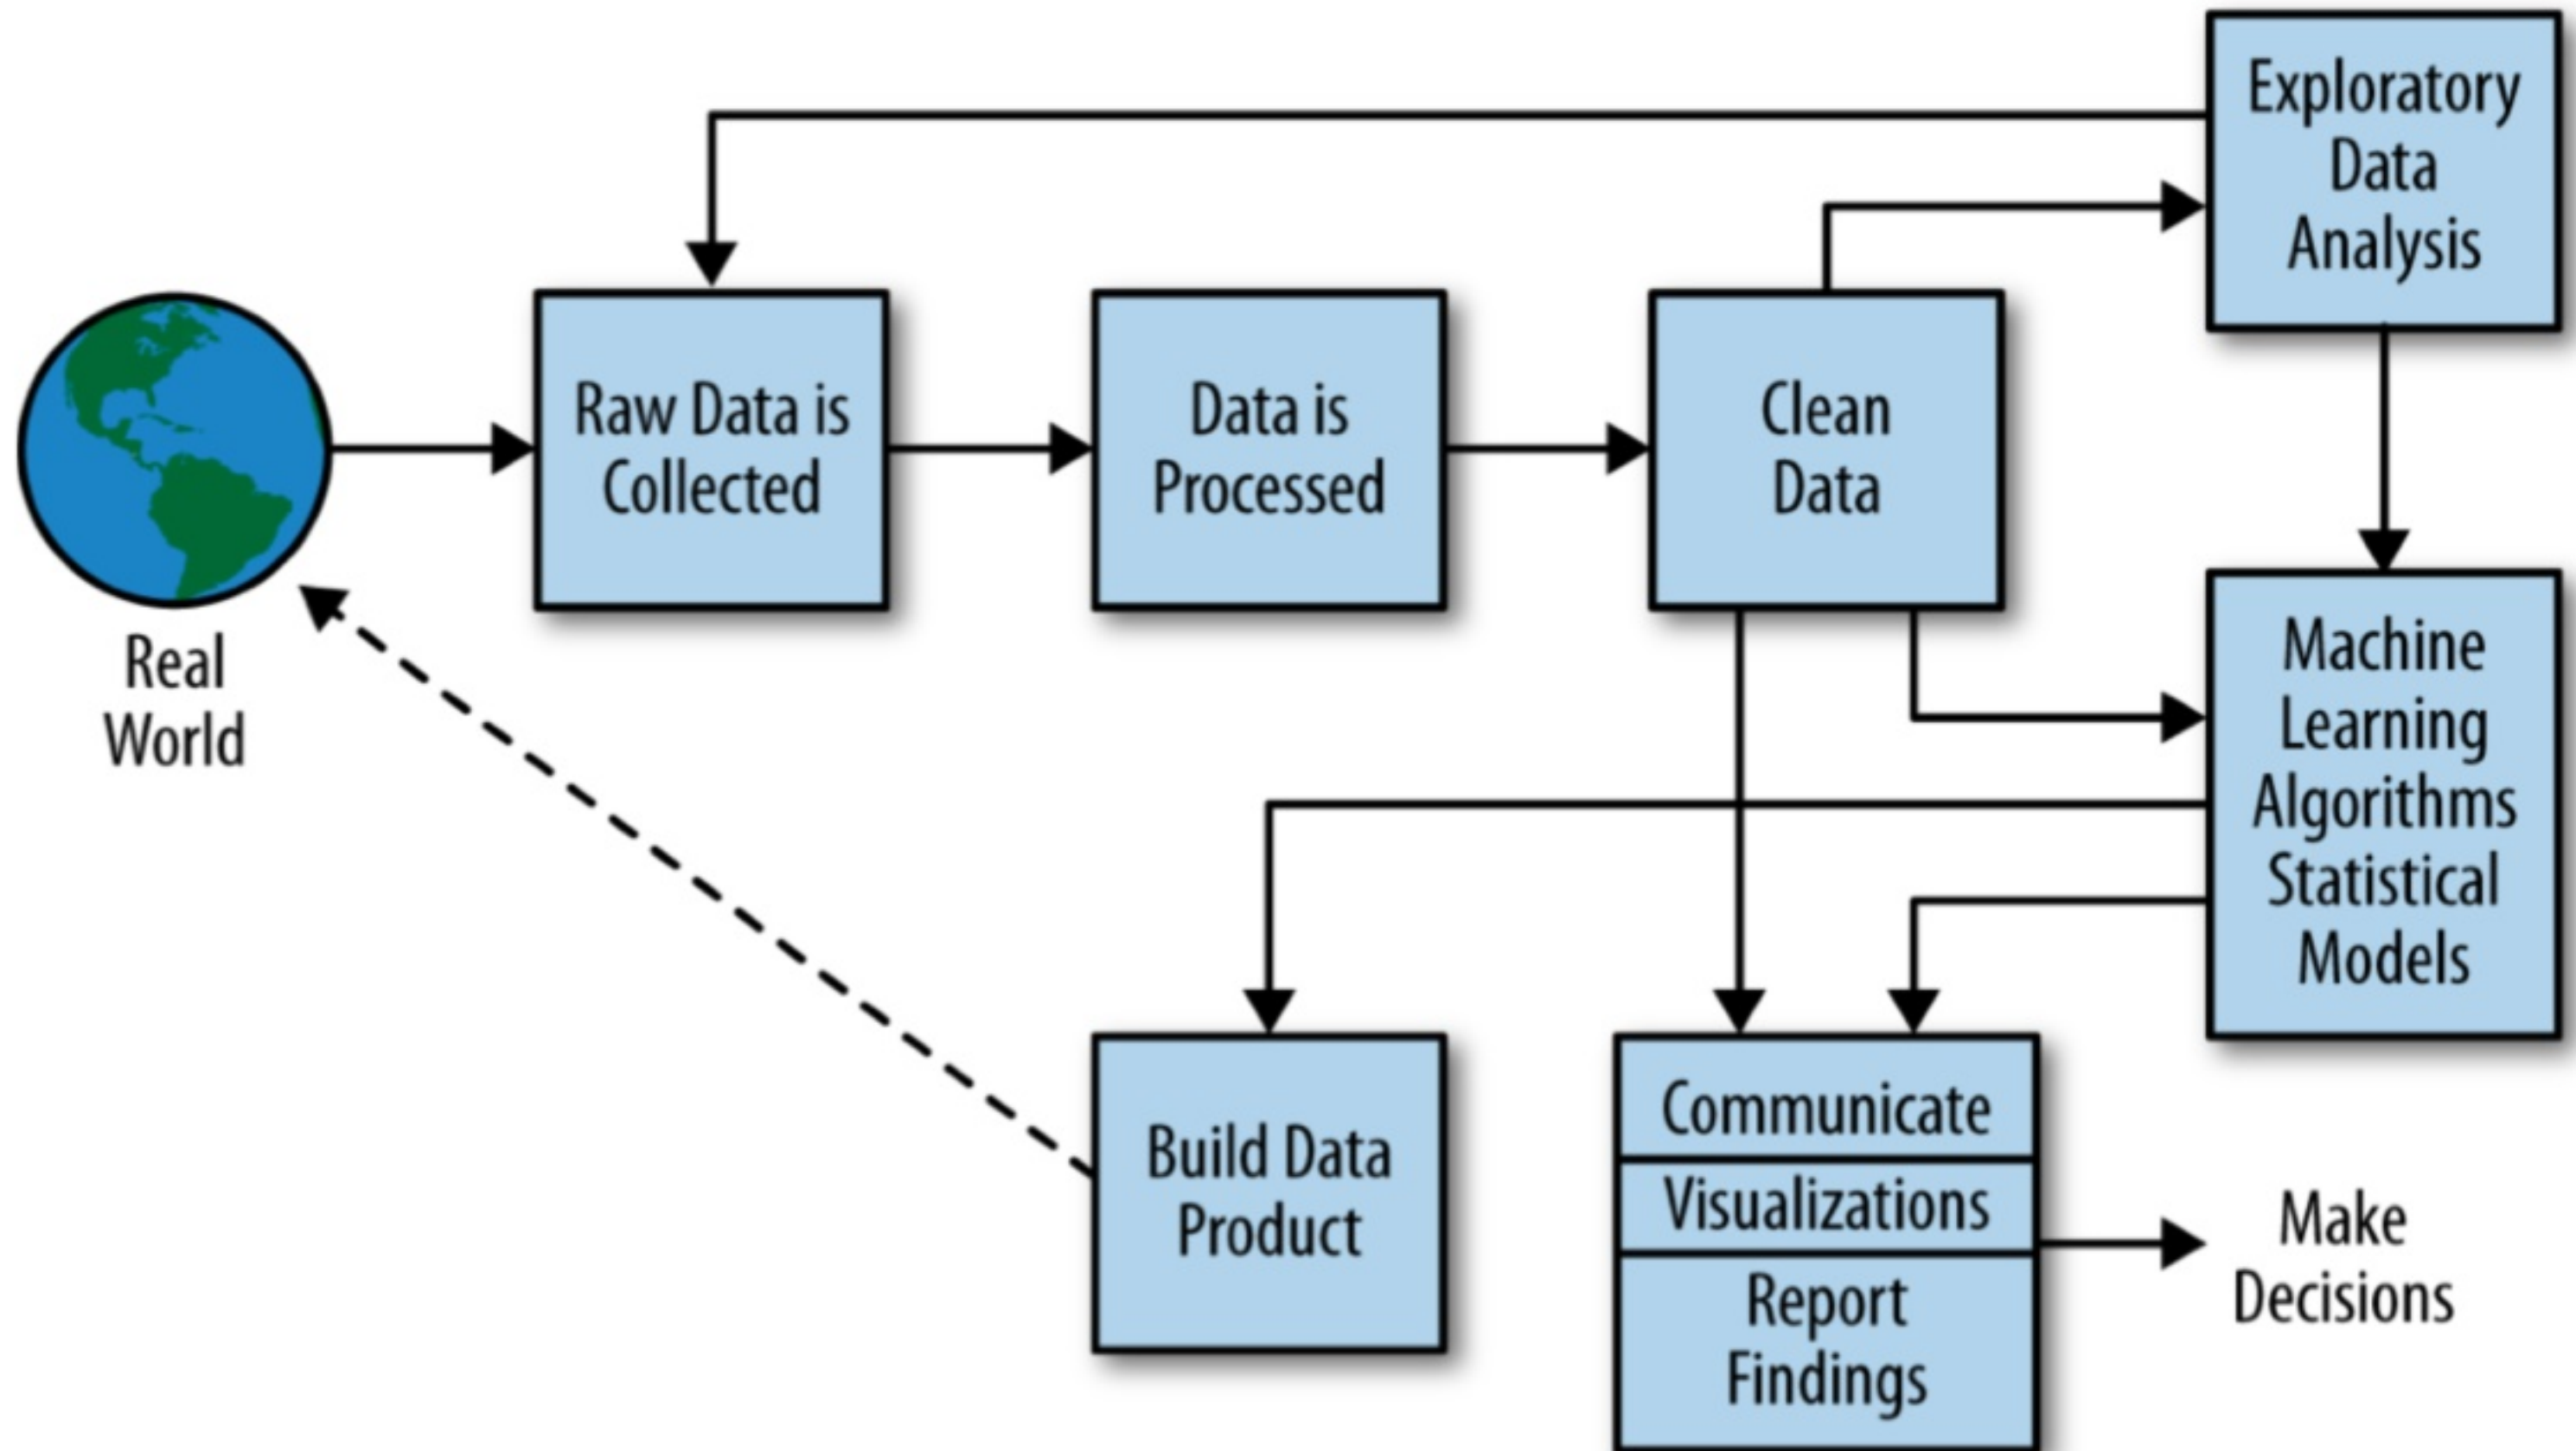 Exploratory
Data
Analysis
Real
World
Raw Data is
Collected
Data is
Processed
Clean
Data
Machine
Learning
Algorithms
Statistical
Models
Build Data
Product
Communicate
Visualizations
Report
Findings
Make
Decisions